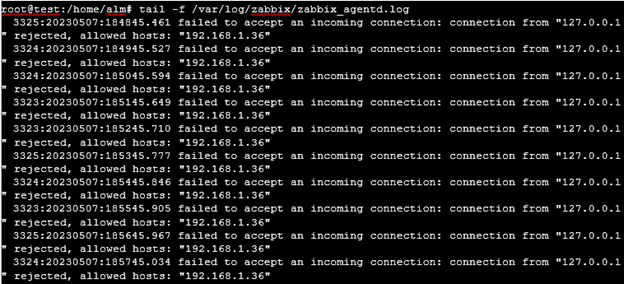 root@test:/home/alm# tail -f /var/log/zabbix/zabbix_agentd.log
3325:20230507:184845.461 failed to accept an incoming connection: connection from "127.0.0.1
" rejected, allowed hosts: "192.168.1.36"
3324:20230507:184945.527 failed to accept an incoming connection: connection from "127.0.0.1
" rejected, allowed hosts: "192.168.1.36"
3324:20230507:185045.594 failed to accept an incoming connection: connection from "127.0.0.1
" rejected, allowed hosts: "192.168.1.36"
3323:20230507:185145.649 failed to accept an incoming connection: connection from "127.0.0.1
" rejected, allowed hosts: "192.168.1.36"
3323:20230507:185245.710 failed to accept an incoming connection: connection from "127.0.0.1
" rejected, allowed hosts: "192.168.1.36"
3325:20230507:185345.777 failed to accept an incoming connection: connection from "127.0.0.1
" rejected, allowed hosts: "192.168.1.36"
3324:20230507:185445.846 failed to accept an incoming connection: connection from "127.0.0.1
" rejected, allowed hosts: "192.168.1.36"
3323:20230507:185545.905 failed to accept an incoming connection: connection from "127.0.0.1
" rejected, allowed hosts: "192.168.1.36"
3325:20230507:185645.967 failed to accept an incoming connection: connection from "127.0.0.1
" rejected, allowed hosts: "192.168.1.36"
3324:20230507:185745.034 failed to accept an incoming connection: connection from "127.0.0.1
" rejected, allowed hosts: "192.168.1.36"